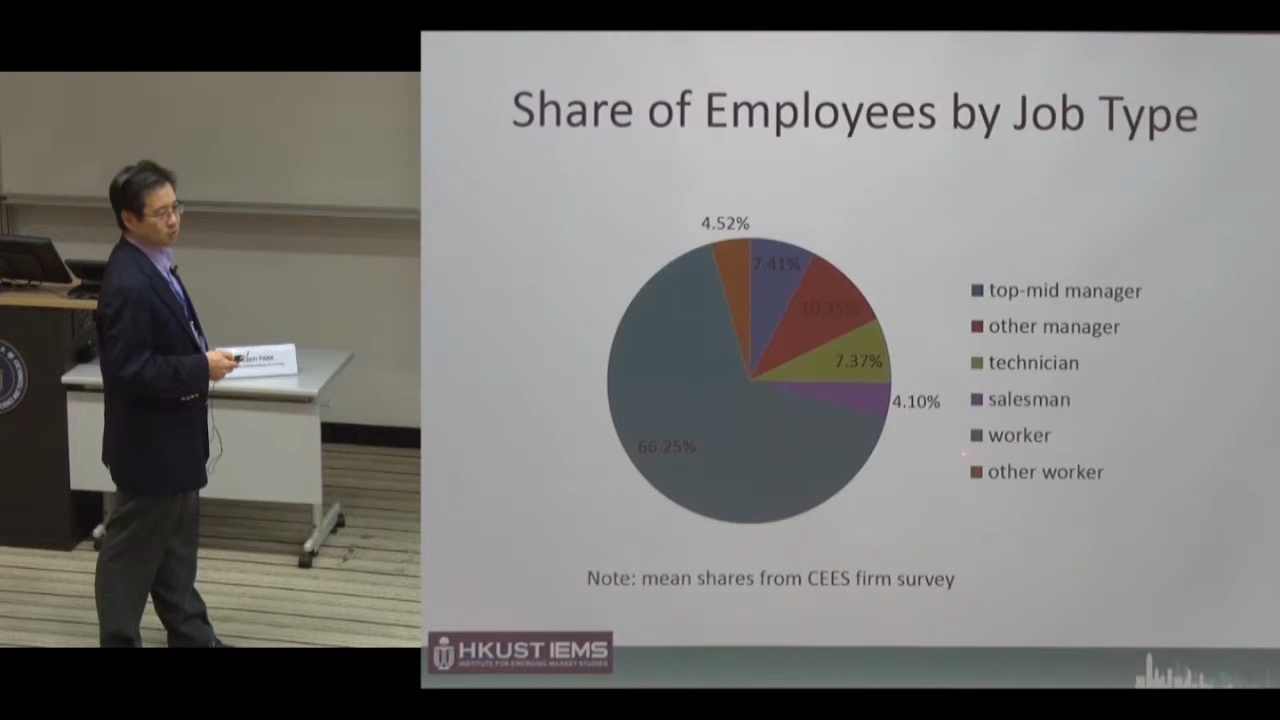 Share of Employees by Job Type
4.52%
7.41%
10.35%
7.37%
4.10%
66.25%
top-mid manager
other manager
technician
salesman
worker
other worker
Note: mean shares from CEES firm survey
HKUST IEMS
INSTITUTE FOR EMERGING MARKET STUDIES
PARK